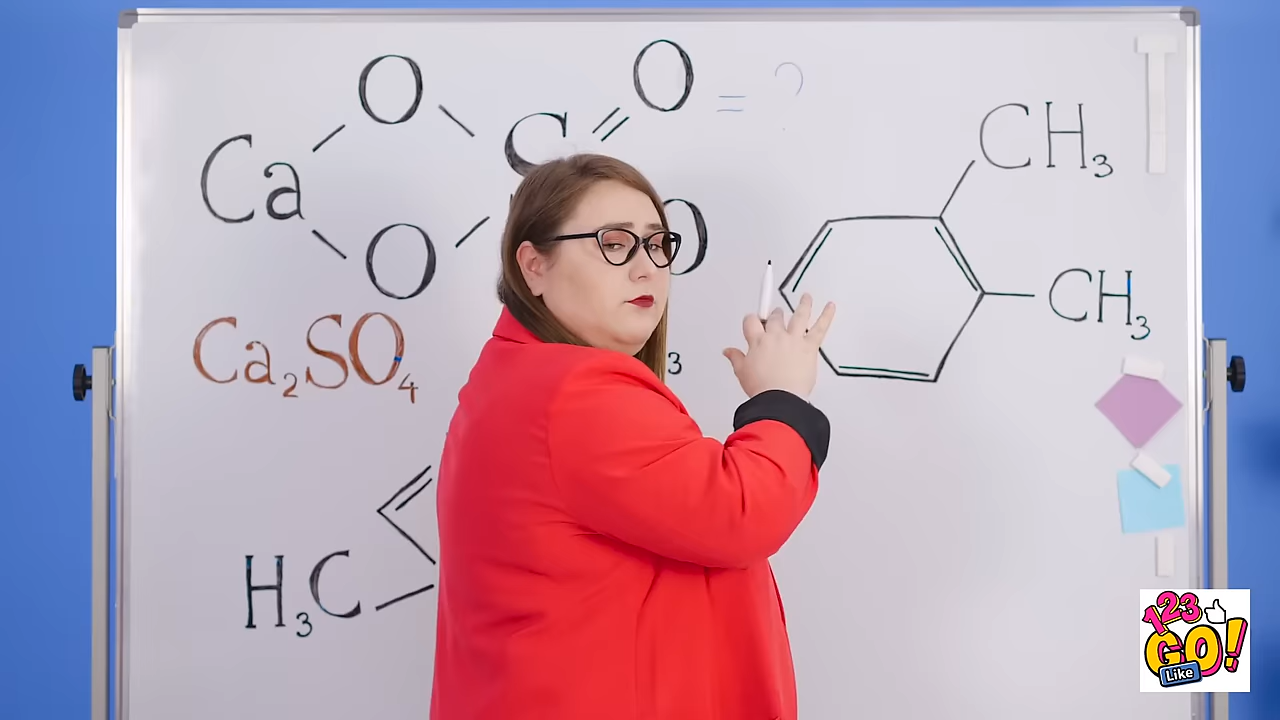 O O = ?
Ca C
O O
CH₃
CH₃
Ca₂SO₄
3
H₃C
123
GO!
Like